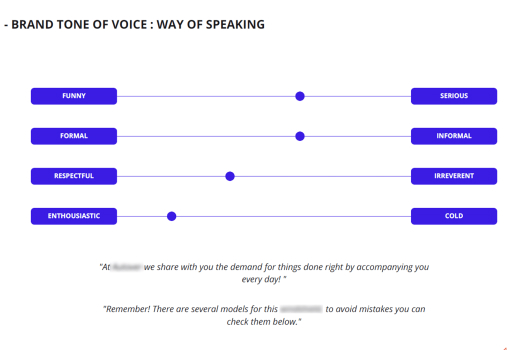 - BRAND TONE OF VOICE : WAY OF SPEAKING
FUNNY SERIOUS
FORMAL INFORMAL
RESPECTFUL IRREVERENT
ENTHOUSIASTIC COLD
"At we share with you the demand for things done right by accompanying you
every day! "
"Remember! There are several models for this to avoid mistakes you can
check them below."